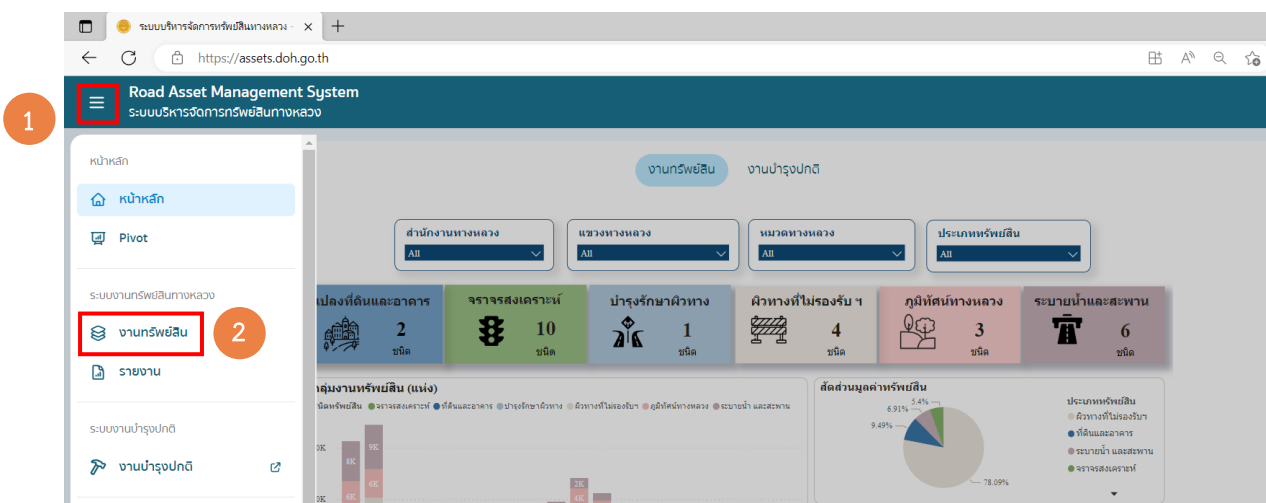 ระบบบริหารจัดการทรัพย์สินทางหลวง -
https://assets.doh.go.th
Road Asset Management System
ระบบบริหารจัดการทรัพย์สินทางหลวง
1
หน้าหลัก
หน้าหลัก
Pivot
ระบบงานทรัพย์สินทางหลวง
งานทรัพย์สิน
2
รายงาน
ระบบงานบำรุงปกติ
งานบำรุงปกติ
งานทรัพย์สิน งานบำรุงปกติ
สำนักงานทางหลวง แขวงทางหลวง หมวดทางหลวง ประเภททรัพย์สิน
All All All All
แปลงที่ดินและอาคาร จราจรสงเคราะห์ บำรุงรักษาผิวทาง ผิวทางที่ไม่รองรับ ฯ ภูมิทัศน์ทางหลวง ระบายน้ำและสะพาน
2 10 1 4 3 6
ชนิด ชนิด ชนิด ชนิด ชนิด ชนิด
กลุ่มงานทรัพย์สิน (แห่ง)
ชนิดทรัพย์สิน จราจรสงเคราะห์ ที่ดินและอาคาร บำรุงรักษาผิวทาง ผิวทางที่ไม่รองรับฯ ภูมิทัศน์ทางหลวง ระบายน้ำ และสะพาน
0K 9K
8K
6K 2K
0K 6K 4K
สัดส่วนมูลค่าทรัพย์สิน
5.4%
6.91%
9.49%
78.09%
ประเภททรัพย์สิน
ผิวทางที่ไม่รองรับฯ
ที่ดินและอาคาร
ระบายน้ำ และสะพาน
จราจรสงเคราะห์